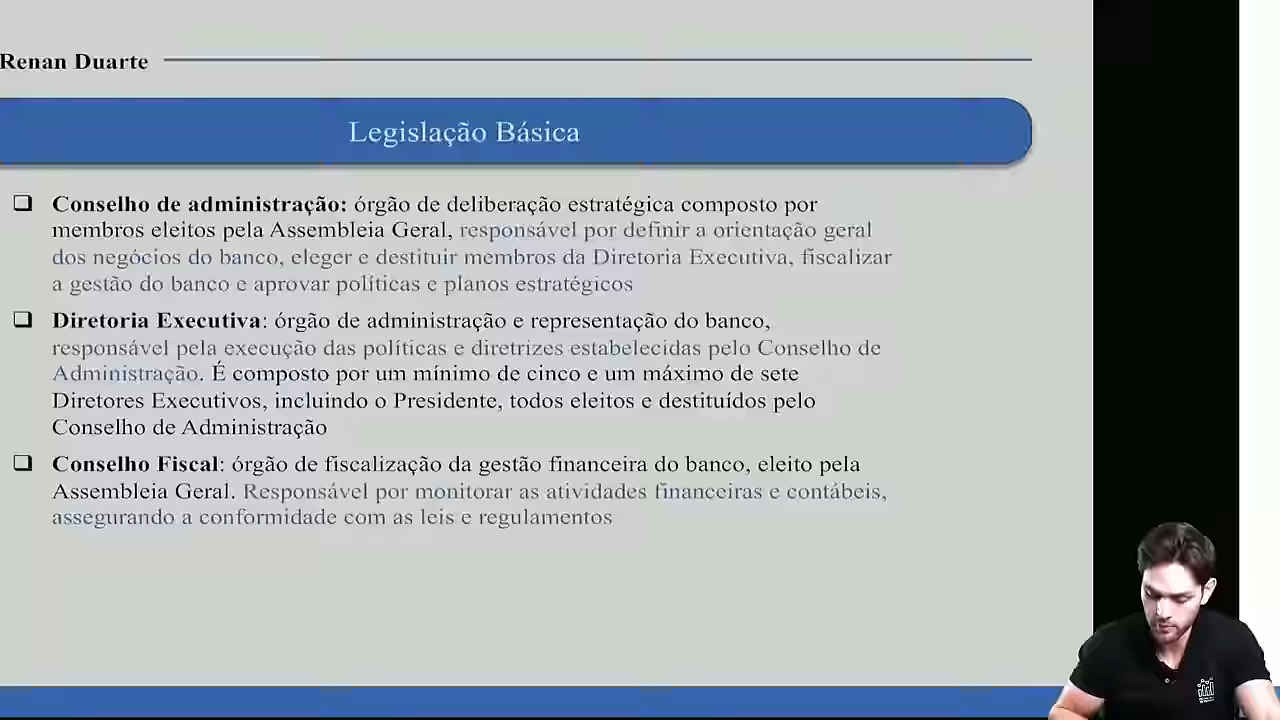 Renan Duarte
Legislação Básica
❑ Conselho de administração: órgão de deliberação estratégica composto por
membros eleitos pela Assembleia Geral, responsável por definir a orientação geral
dos negócios do banco, eleger e destituir membros da Diretoria Executiva, fiscalizar
a gestão do banco e aprovar políticas e planos estratégicos
❑ Diretoria Executiva: órgão de administração e representação do banco,
responsável pela execução das políticas e diretrizes estabelecidas pelo Conselho de
Administração. É composto por um mínimo de cinco e um máximo de sete
Diretores Executivos, incluindo o Presidente, todos eleitos e destituídos pelo
Conselho de Administração
❑ Conselho Fiscal: órgão de fiscalização da gestão financeira do banco, eleito pela
Assembleia Geral. Responsável por monitorar as atividades financeiras e contábeis,
assegurando a conformidade com as leis e regulamentos